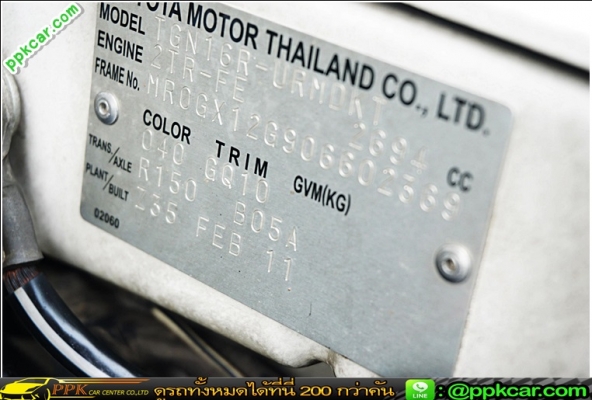 ppkcar.com
TOYOTA MOTOR THAILAND CO., LTD.
MODEL TGN16R-URMDKT
ENGINE 2TR-FE 2694 CC
FRAME No.
COLOR TRIM GVM(KG)
040 GQ10
TRANS/AXLE R150 B05A
PLANT/BUILT Z35 FEB 11
02060
PPK
CAR CENTER CO.,LTD
ดูรถทั้งหมดได้ที่นี่ 200 กว่าคัน
LINE : @ppkcar.com